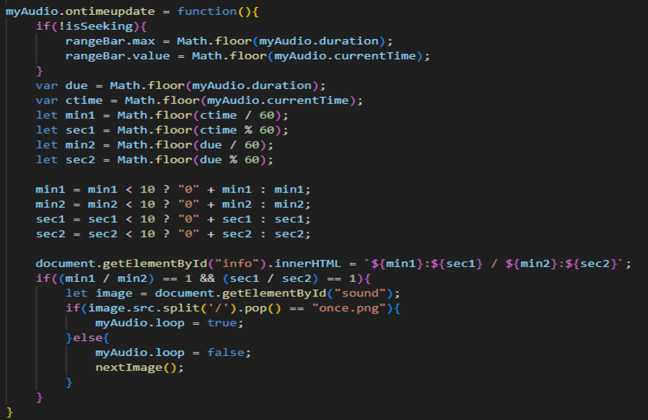 myAudio.ontimeupdate = function(){
if(!isSeeking){
rangeBar.max = Math.floor(myAudio.duration);
rangeBar.value = Math.floor(myAudio.currentTime);
}
var due = Math.floor(myAudio.duration);
var ctime = Math.floor(myAudio.currentTime);
let min1 = Math.floor(ctime / 60);
let sec1 = Math.floor(ctime % 60);
let min2 = Math.floor(due / 60);
let sec2 = Math.floor(due % 60);
min1 = min1 < 10 ? "0" + min1 : min1;
min2 = min2 < 10 ? "0" + min2 : min2;
sec1 = sec1 < 10 ? "0" + sec1 : sec1;
sec2 = sec2 < 10 ? "0" + sec2 : sec2;
document.getElementById("info").innerHTML = `${min1}:${sec1} / ${min2}:${sec2}`;
if((min1 / min2) == 1 && (sec1 / sec2) == 1){
let image = document.getElementById("sound");
if(image.src.split('/').pop() == "once.png"){
myAudio.loop = true;
}else{
myAudio.loop = false;
nextImage();
}
}
}